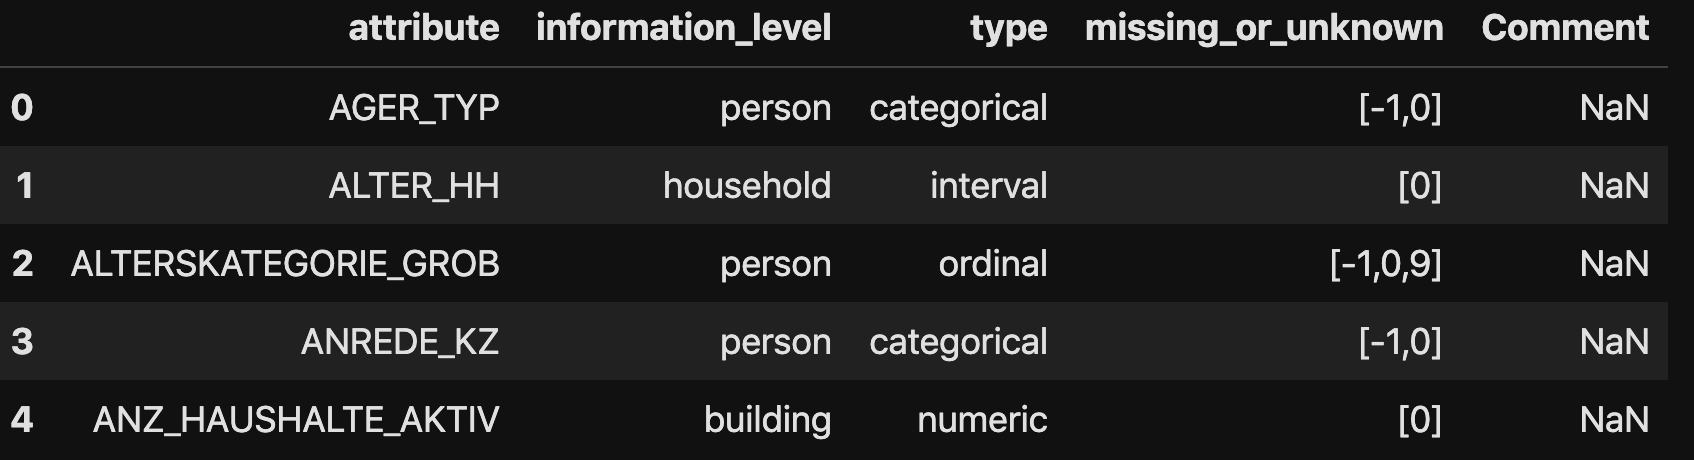 attribute information_level type missing_or_unknown Comment
0 AGER_TYP person categorical [-1,0] NaN
1 ALTER_HH household interval [0] NaN
2 ALTERSKATEGORIE_GROB person ordinal [-1,0,9] NaN
3 ANREDE_KZ person categorical [-1,0] NaN
4 ANZ_HAUSHALTE_AKTIV building numeric [0] NaN